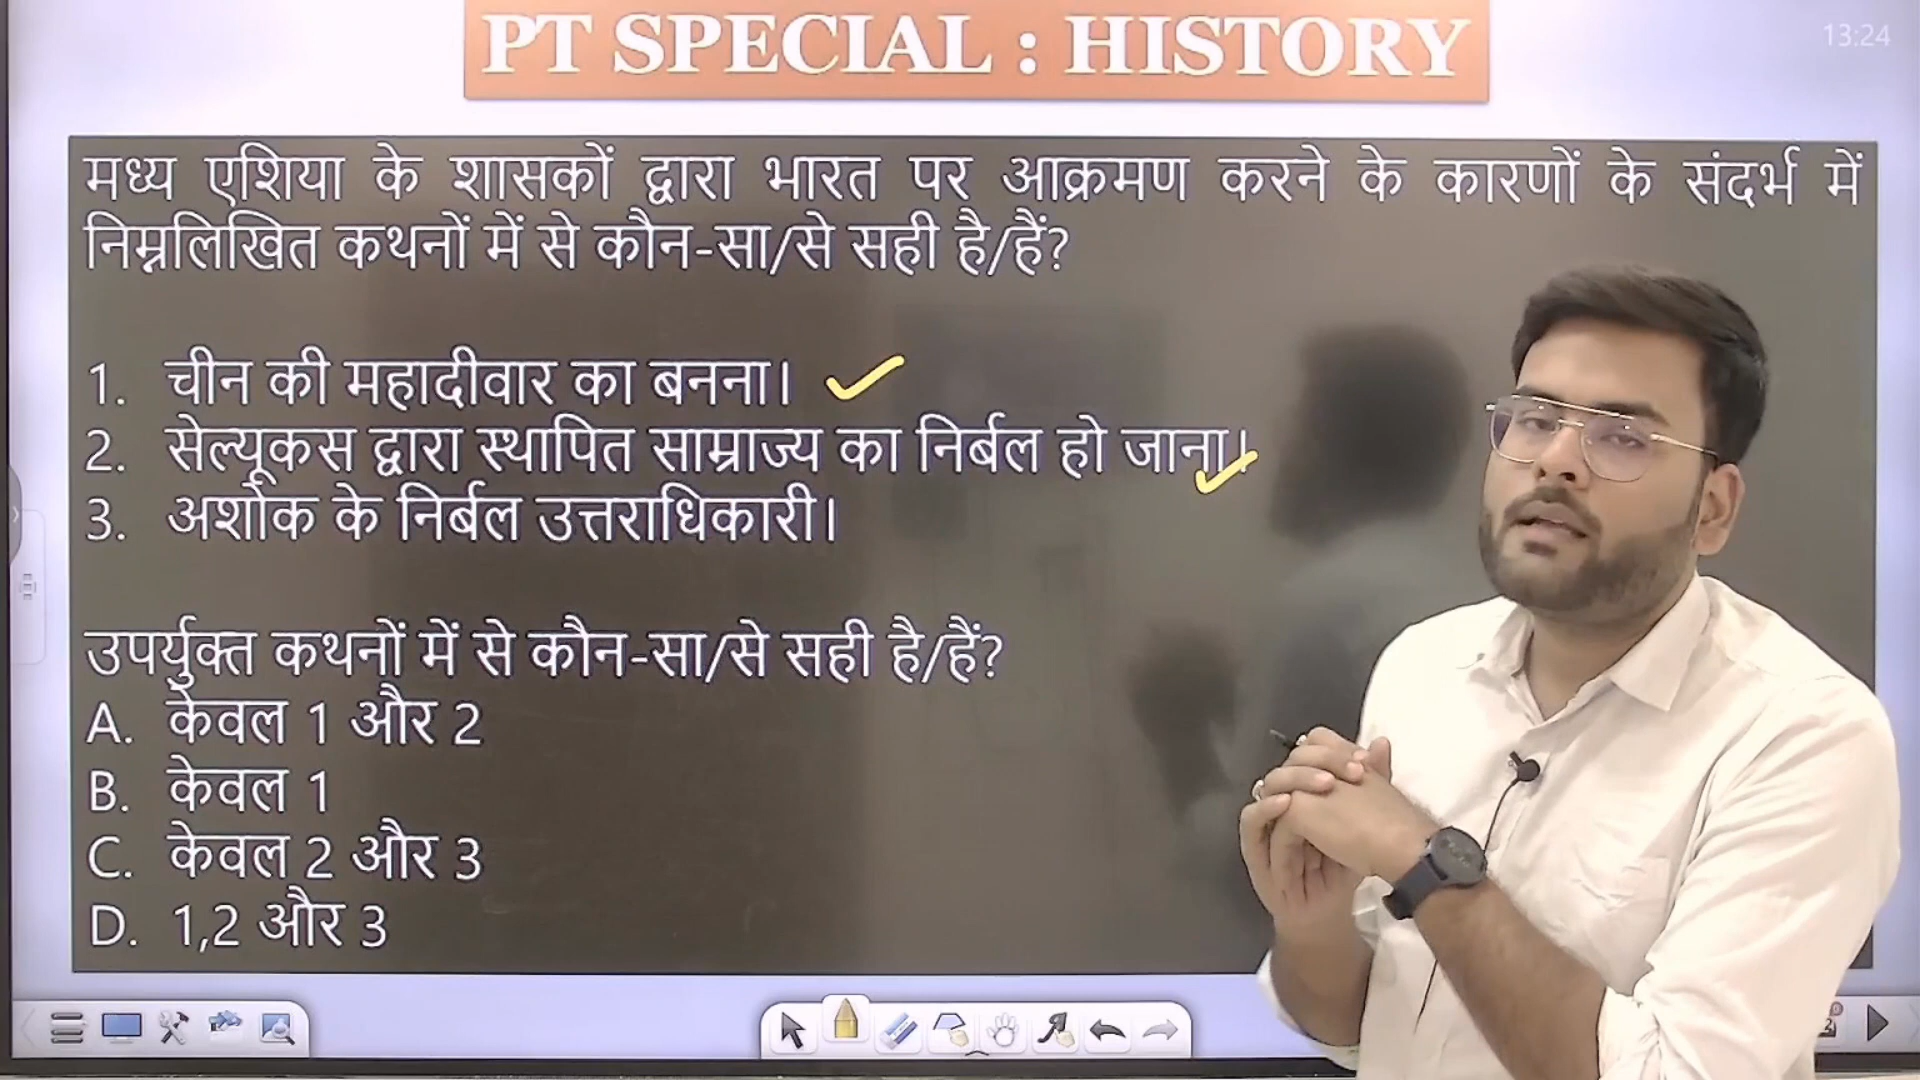 PT SPECIAL : HISTORY
13:24
मध्य एशिया के शासकों द्वारा भारत पर आक्रमण करने के कारणों के संदर्भ में
निम्नलिखित कथनों में से कौन-सा/से सही है/हैं?
1. चीन की महादीवार का बनना।
2. सेल्यूकस द्वारा स्थापित साम्राज्य का निर्बल हो जाना।
3. अशोक के निर्बल उत्तराधिकारी।
उपर्युक्त कथनों में से कौन-सा/से सही है/हैं?
A. केवल 1 और 2
B. केवल 1
C. केवल 2 और 3
D. 1,2 और 3